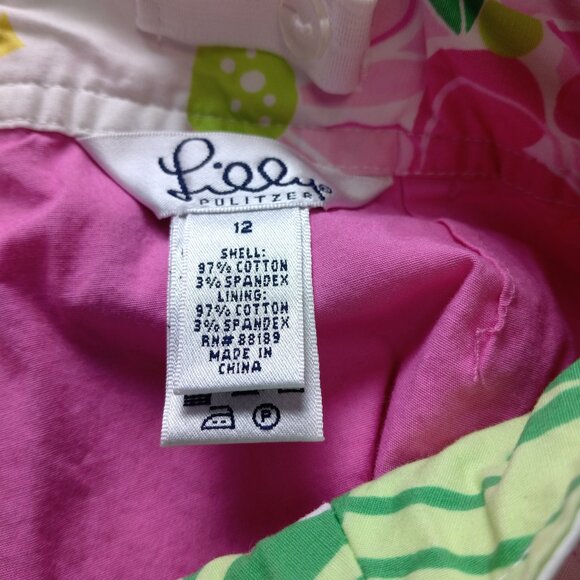 Lilly®
PULITZER
12
SHELL:
97% COTTON
3% SPANDEX
LINING:
97% COTTON
3% SPANDEX
RN# 88189
MADE IN
CHINA
P